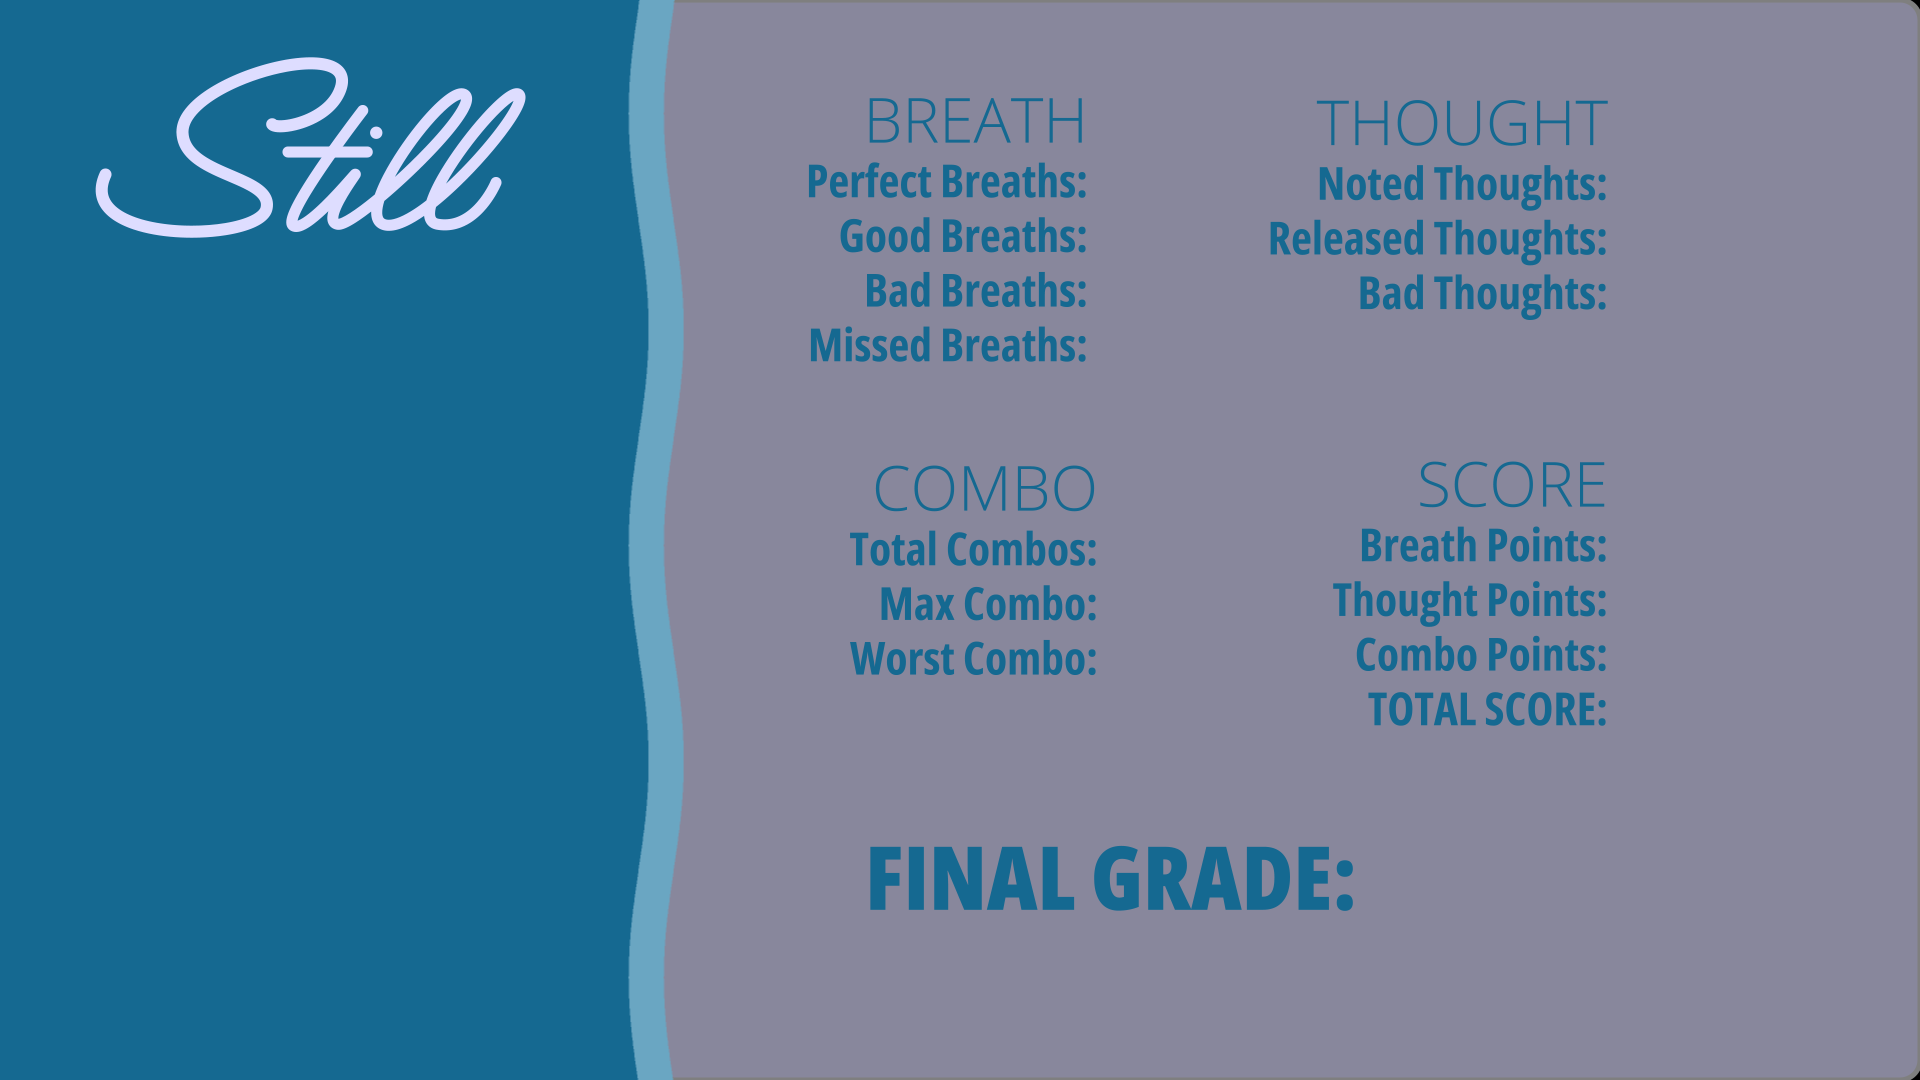 Still
BREATH
Perfect Breaths:
Good Breaths:
Bad Breaths:
Missed Breaths:
THOUGHT
Noted Thoughts:
Released Thoughts:
Bad Thoughts:
COMBO
Total Combos:
Max Combo:
Worst Combo:
SCORE
Breath Points:
Thought Points:
Combo Points:
TOTAL SCORE:
FINAL GRADE: